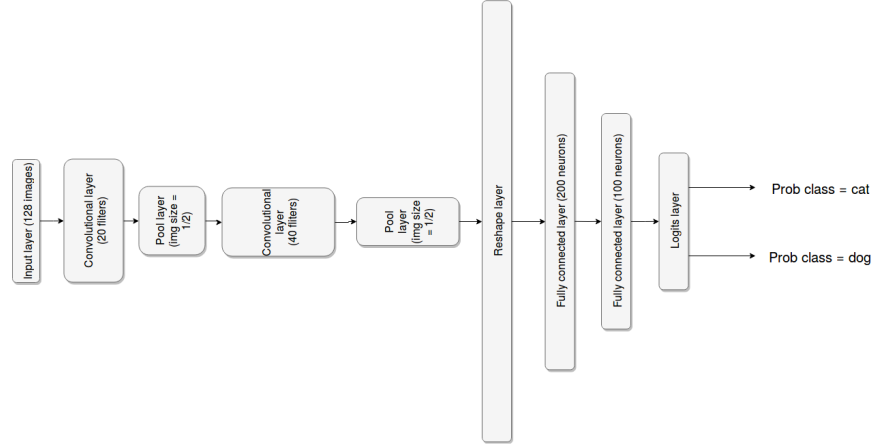 Input layer (128 images)
Convolutional layer
(20 filters)
Pool layer
(img size =
1/2)
Convolutional
layer
(40 filters)
Pool
layer
(img size
= 1/2)
Reshape layer
Fully connected layer (200 neurons)
Fully connected layer (100 neurons)
Logits layer
Prob class = cat
Prob class = dog